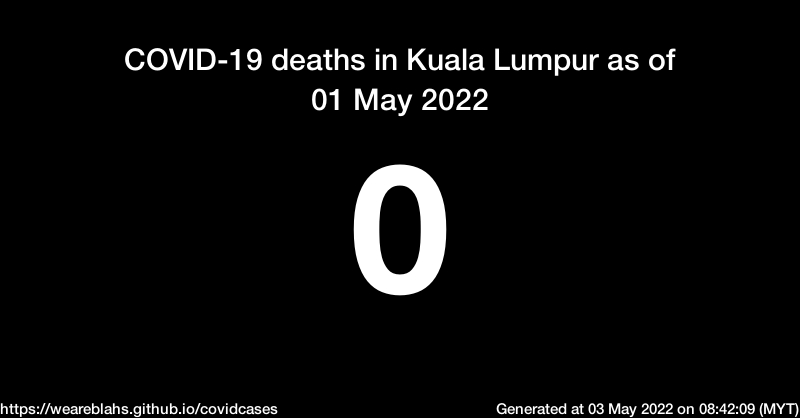 COVID-19 deaths in Kuala Lumpur as of
01 May 2022
0
https://weareblahs.github.io/covidcases
Generated at 03 May 2022 on 08:42:09 (MYT)